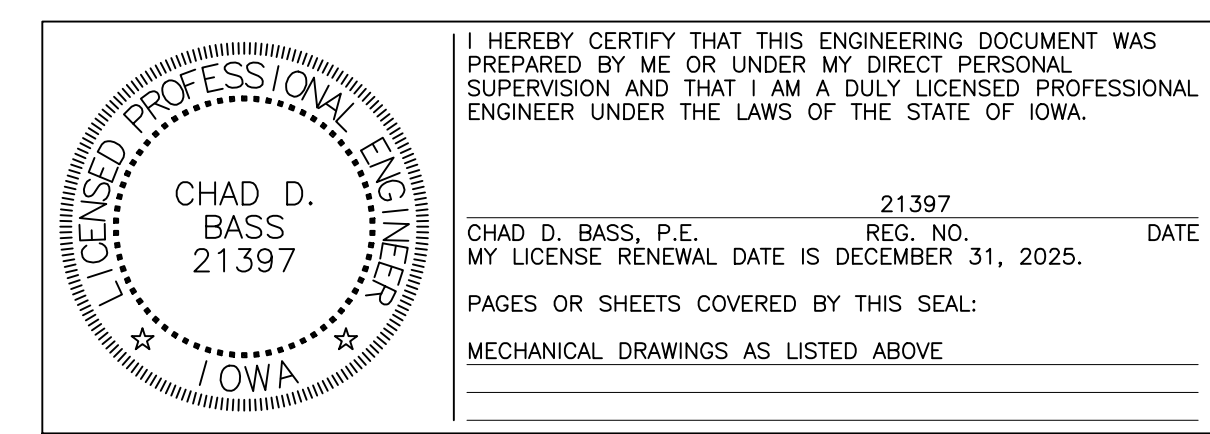 LICENSED PROFESSIONAL ENGINEER
CHAD D.
BASS
21397
IOWA
I HEREBY CERTIFY THAT THIS ENGINEERING DOCUMENT WAS
PREPARED BY ME OR UNDER MY DIRECT PERSONAL
SUPERVISION AND THAT I AM A DULY LICENSED PROFESSIONAL
ENGINEER UNDER THE LAWS OF THE STATE OF IOWA.
21397
CHAD D. BASS, P.E. REG. NO. DATE
MY LICENSE RENEWAL DATE IS DECEMBER 31, 2025.
PAGES OR SHEETS COVERED BY THIS SEAL:
MECHANICAL DRAWINGS AS LISTED ABOVE